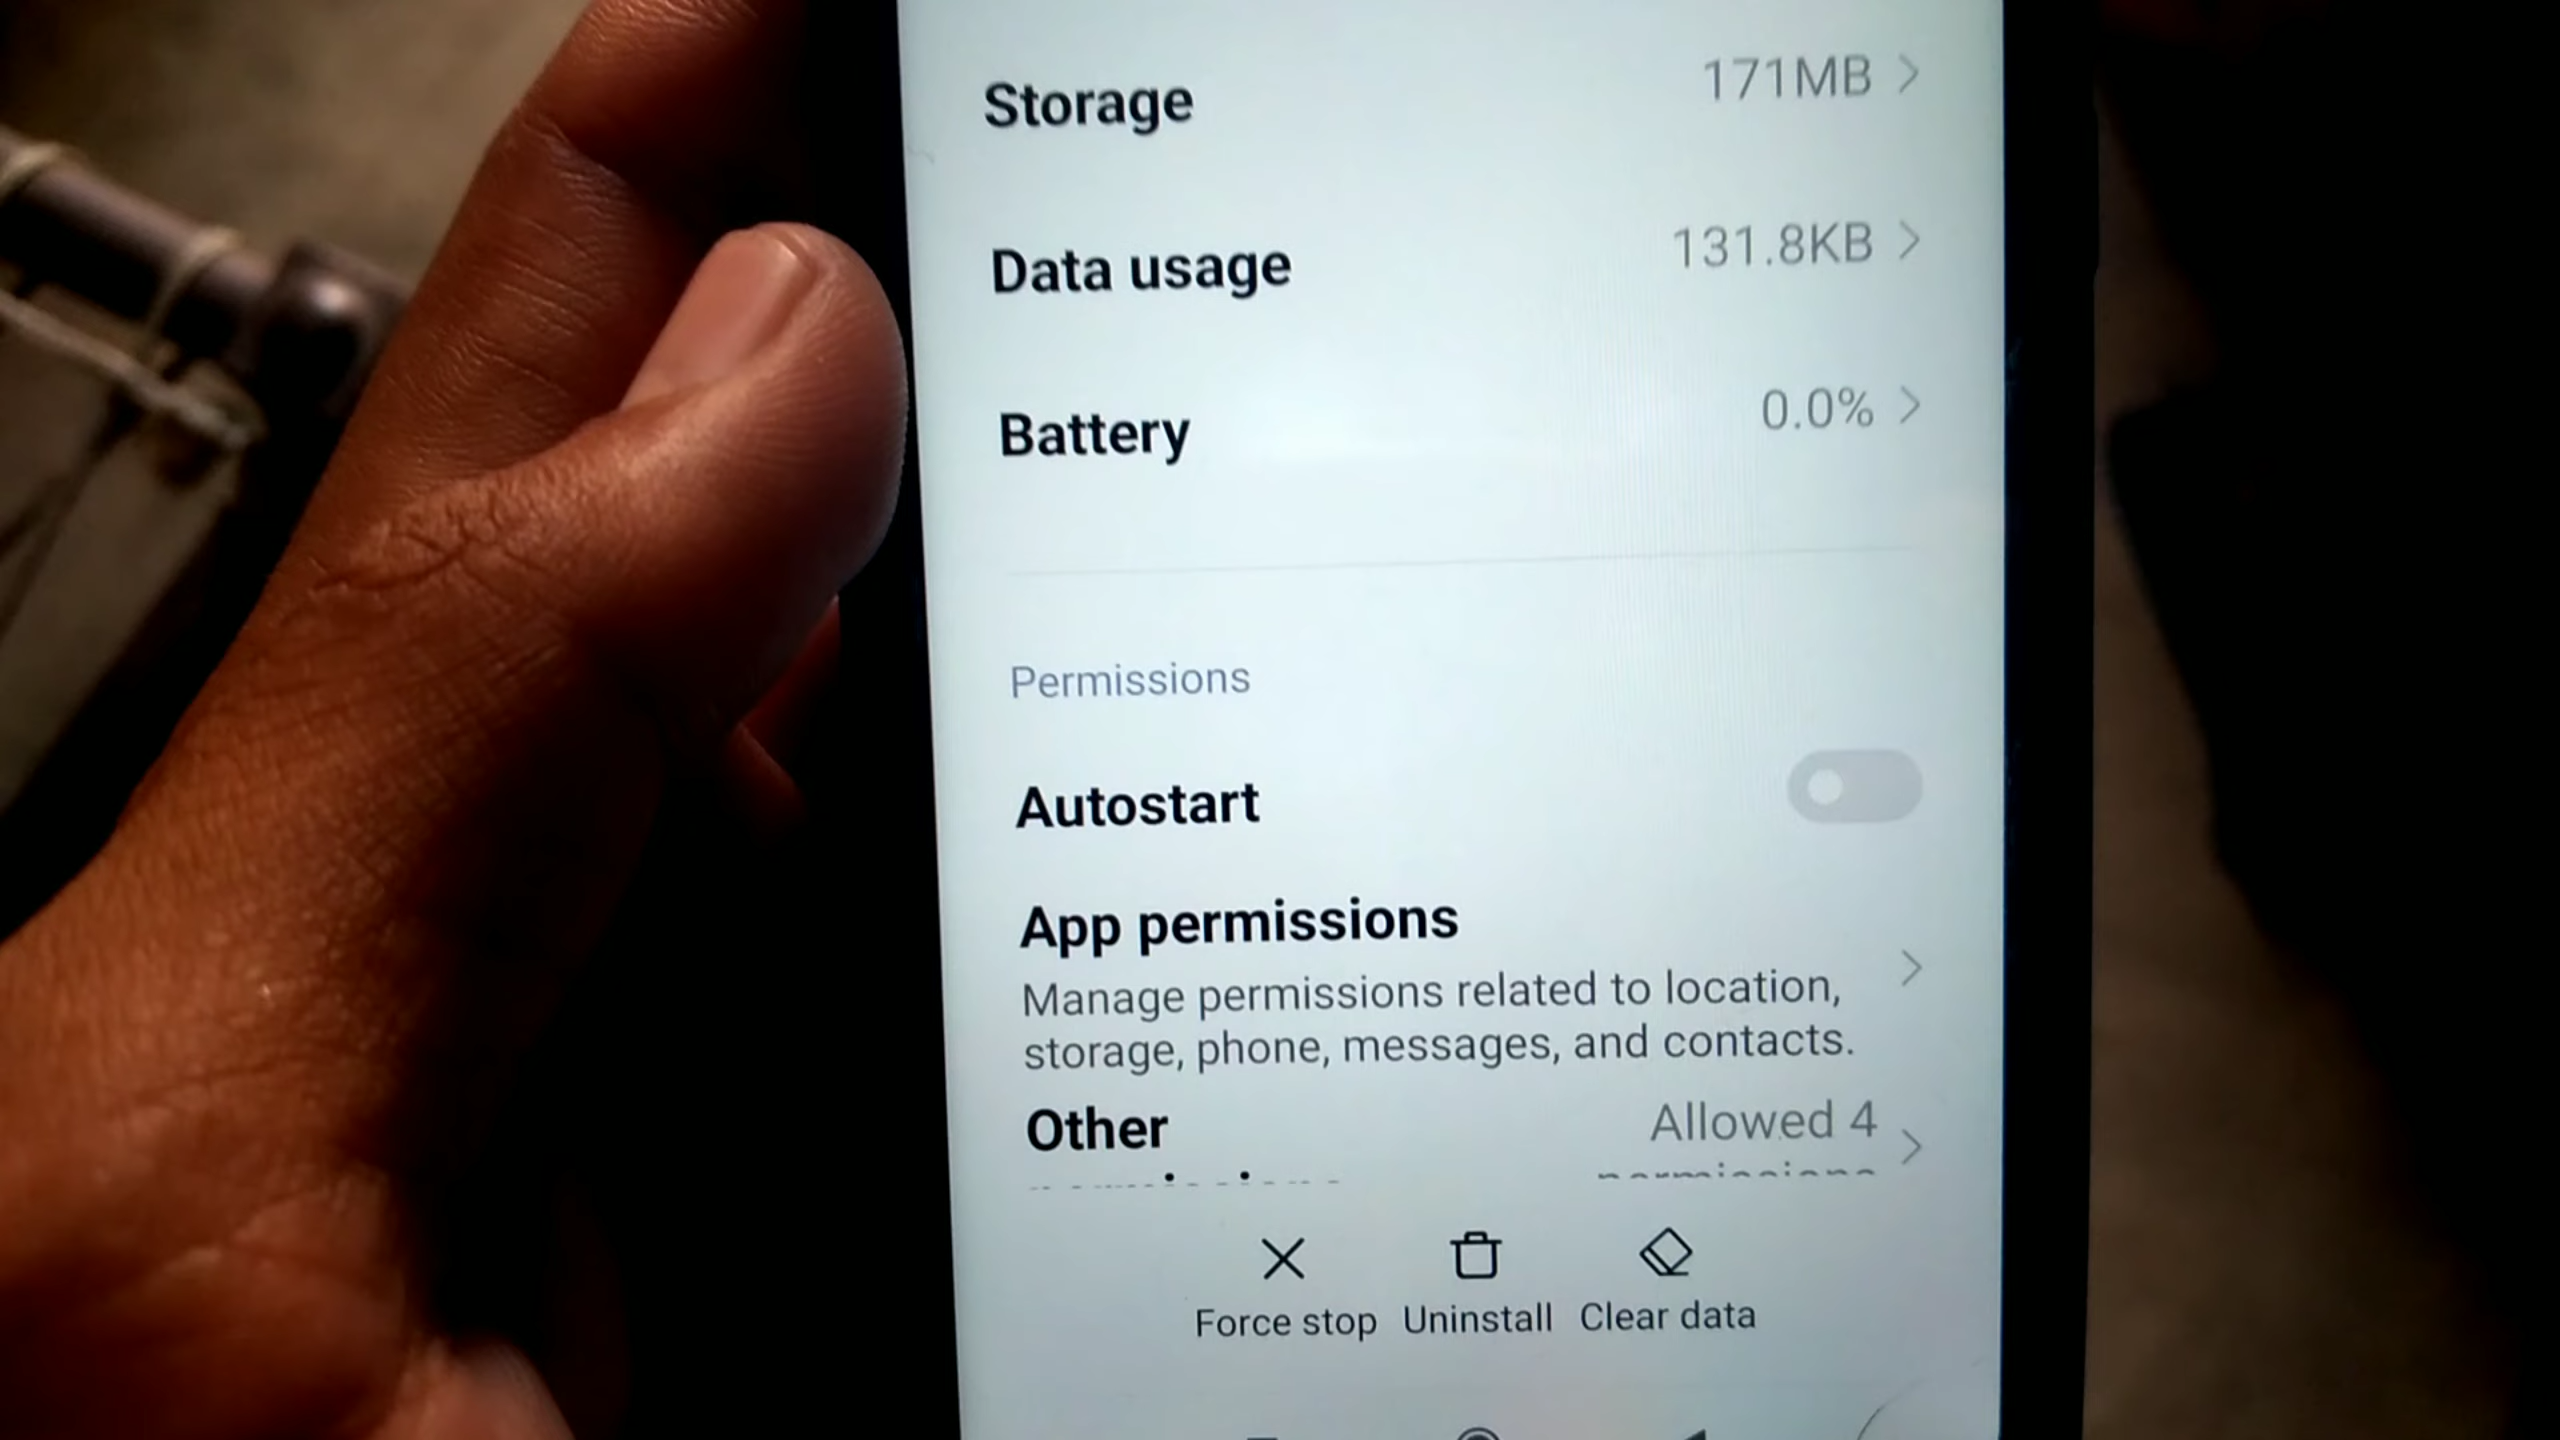 Storage 171MB
Data usage 131.8KB
Battery 0.0%
Permissions
Autostart
App permissions
Manage permissions related to location,
storage, phone, messages, and contacts.
Other Allowed 4
Force stop Uninstall Clear data